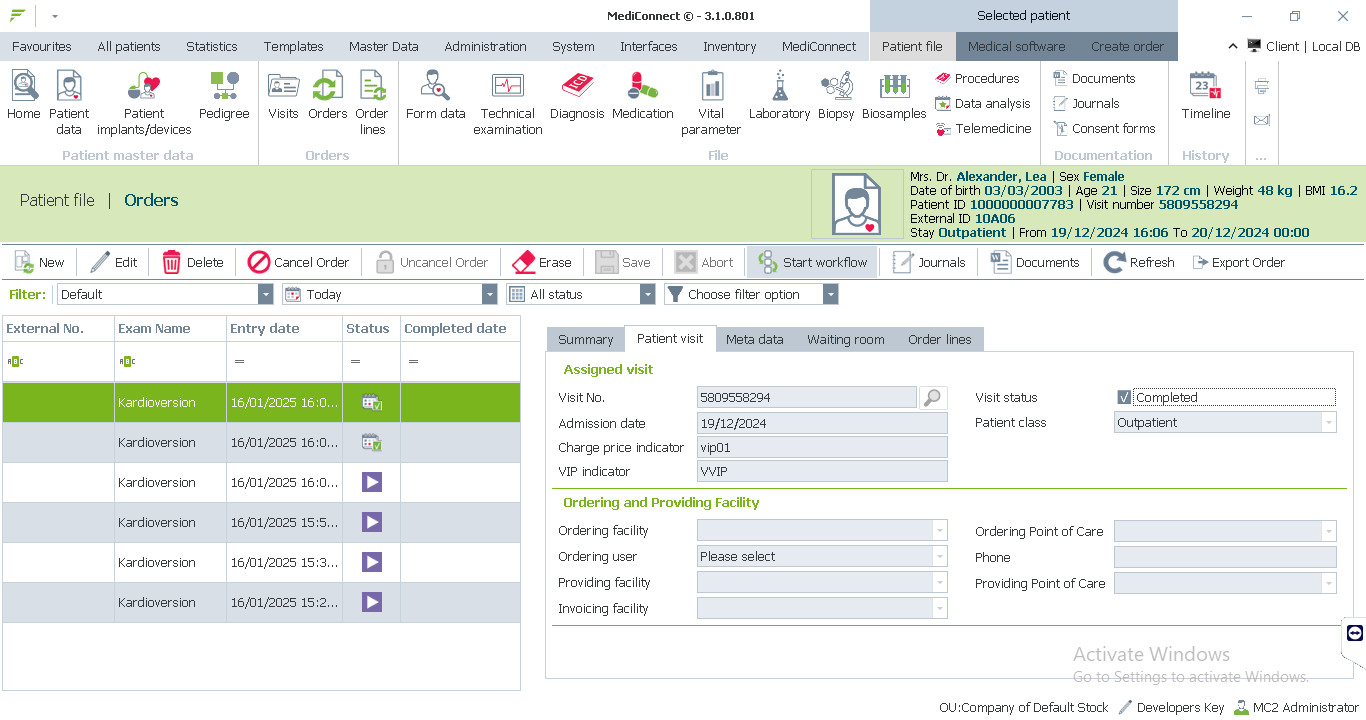 MediConnect © - 3.1.0.801
Selected patient
Favourites All patients Statistics Templates Master Data Administration System Interfaces Inventory MediConnect Patient file Medical software Create order Client | Local DB
Home Patient data Patient implants/devices Pedigree
Patient master data
Visits Orders Order lines
Orders
Form data Technical examination Diagnosis Medication Vital parameter Laboratory Biopsy Biosamples
Procedures
Data analysis
Telemedicine
File
Documents
Journals
Consent forms
Documentation
23
Timeline
History
...
Patient file | Orders
Mrs. Dr. Alexander, Lea | Sex Female
Date of birth 03/03/2003 | Age 21 | Size 172 cm | Weight 48 kg | BMI 16.2
Patient ID 1000000007783 | Visit number 5809558294
External ID 10A06
Stay Outpatient | From 19/12/2024 16:06 To 20/12/2024 00:00
New Edit Delete Cancel Order Uncancel Order Erase Save Abort Start workflow Journals Documents Refresh Export Order
Filter: Default Today All status Choose filter option
External No. Exam Name Entry date Status Completed date
ABC ABC = = =
Kardioversion 16/01/2025 16:0...
Kardioversion 16/01/2025 16:0...
Kardioversion 16/01/2025 16:0...
Kardioversion 16/01/2025 15:5...
Kardioversion 16/01/2025 15:3...
Kardioversion 16/01/2025 15:2...
Summary Patient visit Meta data Waiting room Order lines
Assigned visit
Visit No. 5809558294 Visit status Completed
Admission date 19/12/2024 Patient class Outpatient
Charge price indicator vip01
VIP indicator VVIP
Ordering and Providing Facility
Ordering facility Ordering Point of Care
Ordering user Please select Phone
Providing facility Providing Point of Care
Invoicing facility
Activate Windows
Go to Settings to activate Windows.
OU:Company of Default Stock Developers Key MC2 Administrator